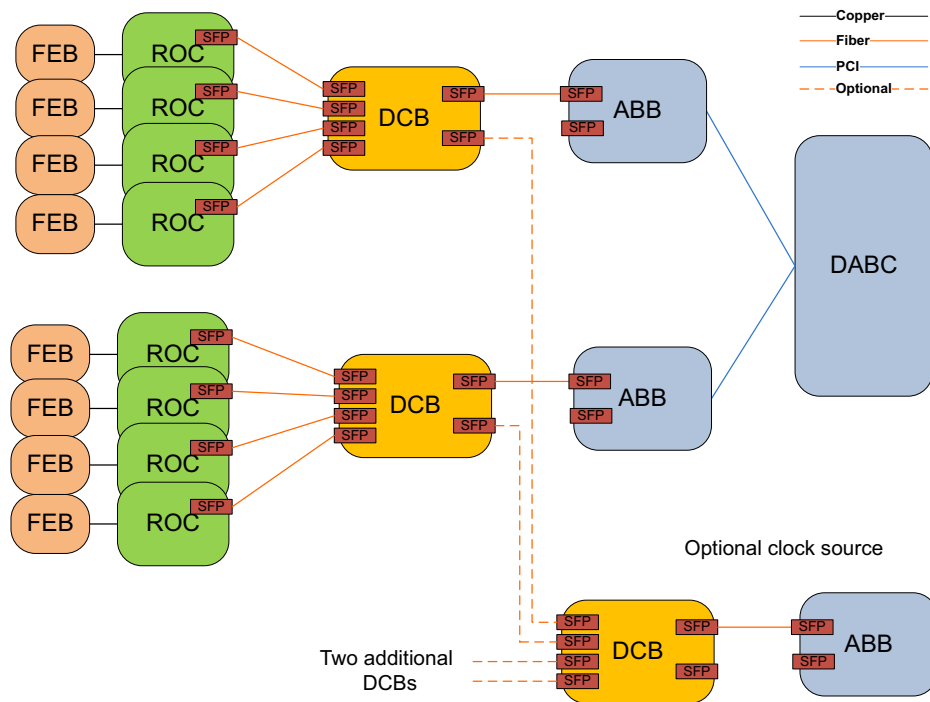 Copper
Fiber
PCI
Optional
FEB
ROC
SFP
FEB
ROC
SFP
FEB
ROC
SFP
FEB
ROC
SFP
SFP
SFP
SFP
SFP
DCB
SFP
SFP
SFP
SFP
ABB
DABC
FEB
ROC
SFP
FEB
ROC
SFP
FEB
ROC
SFP
FEB
ROC
SFP
SFP
SFP
SFP
SFP
DCB
SFP
SFP
SFP
SFP
ABB
Optional clock source
Two additional
DCBs
SFP
SFP
SFP
SFP
DCB
SFP
SFP
SFP
SFP
ABB